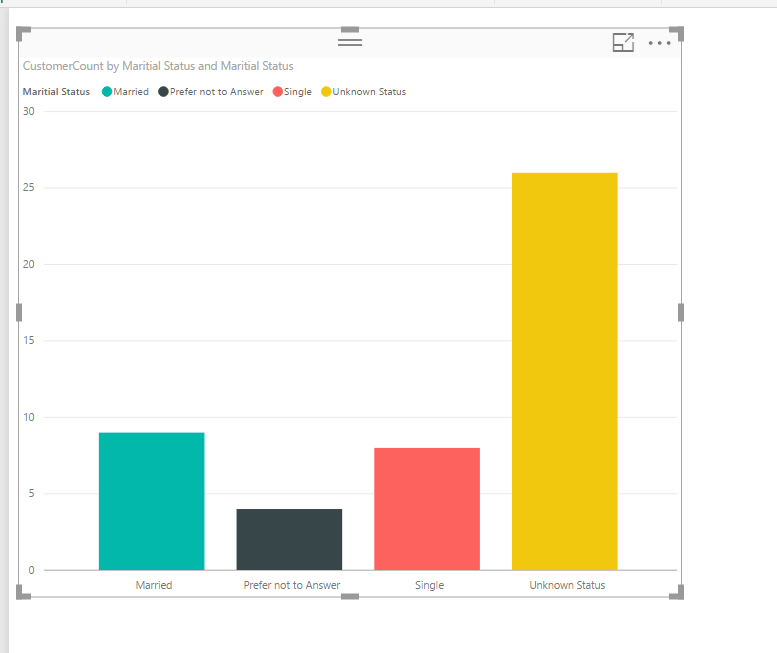 CustomerCount by Maritial Status and Maritial Status
Maritial Status Married Prefer not to Answer Single Unknown Status
30
25
20
15
10
5
0
Married Prefer not to Answer Single Unknown Status